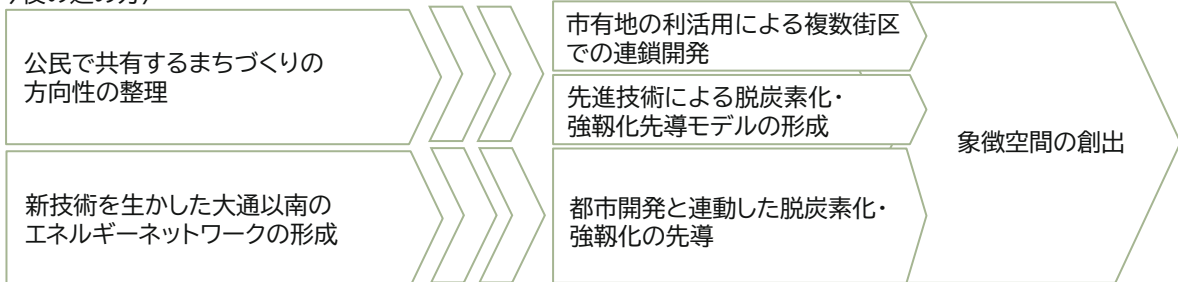 公民で共有するまちづくりの
方向性の整理
新技術を生かした大通以南の
エネルギーネットワークの形成
市有地の利活用による複数街区
での連鎖開発
先進技術による脱炭素化・
強靱化先導モデルの形成
都市開発と連動した脱炭素化・
強靱化の先導
象徴空間の創出